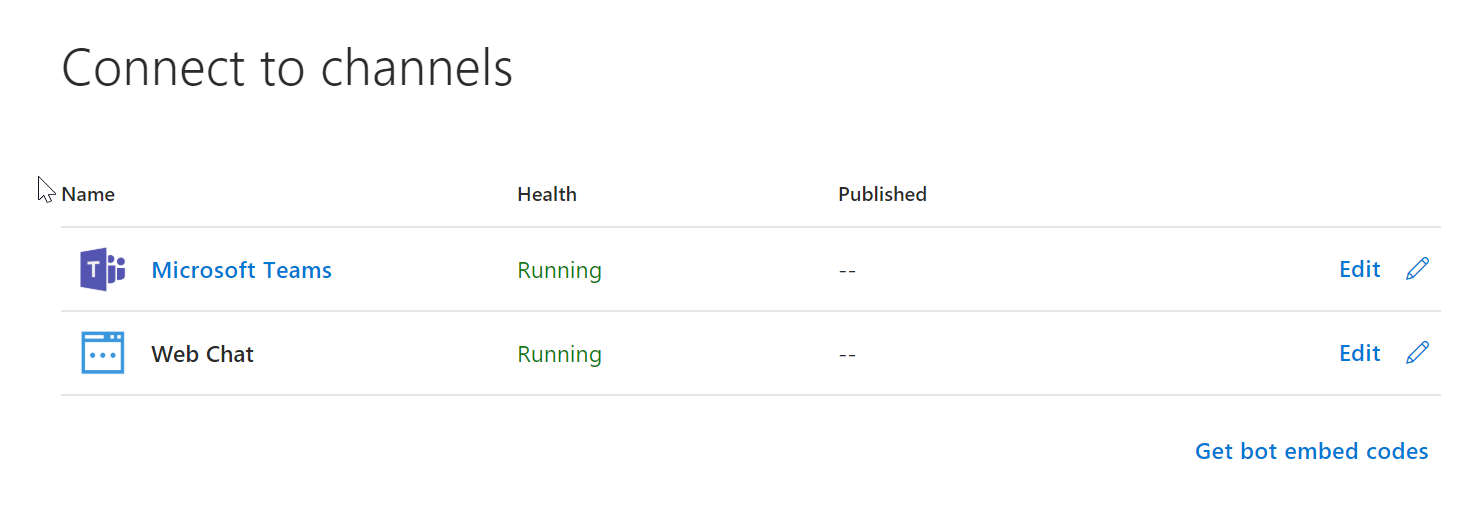 Connect to channels
Name Health Published
T Microsoft Teams Running -- Edit
Web Chat Running -- Edit
Get bot embed codes